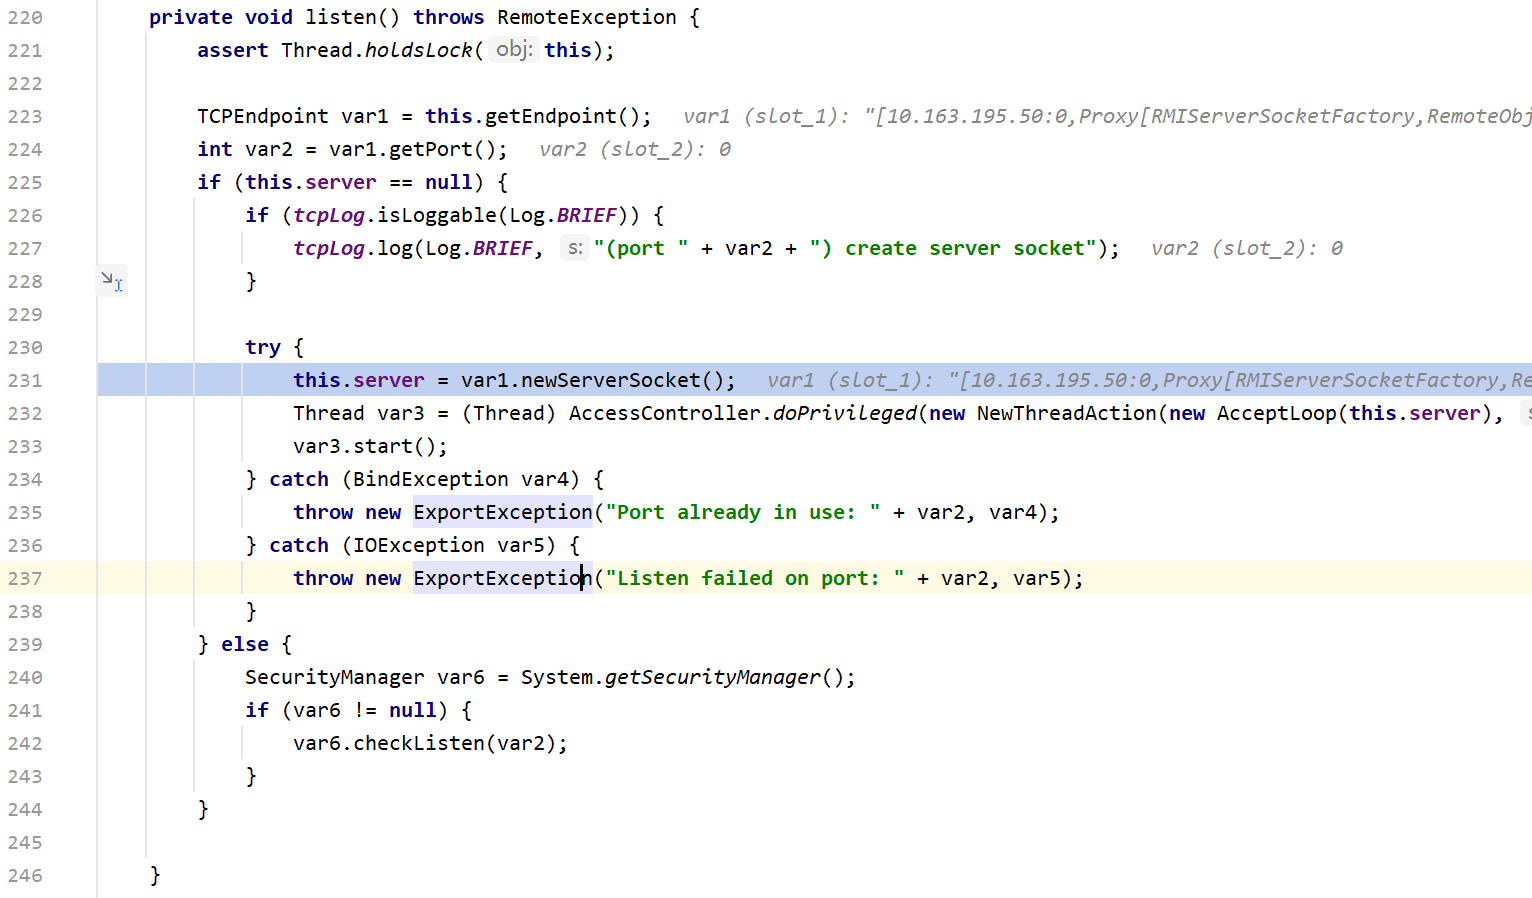 220 private void listen() throws RemoteException {
221 assert Thread.holdsLock( obj: this);
222
223 TCPEndpoint var1 = this.getEndpoint(); var1 (slot_1): "[10.163.195.50:0,Proxy[RMIServerSocketFactory,RemoteObj
224 int var2 = var1.getPort(); var2 (slot_2): 0
225 if (this.server == null) {
226 if (tcpLog.isLoggable(Log.BRIEF)) {
227 tcpLog.log(Log.BRIEF, s: "(port " + var2 + ") create server socket"); var2 (slot_2): 0
228 }
229
230 try {
231 this.server = var1.newServerSocket(); var1 (slot_1): "[10.163.195.50:0,Proxy[RMIServerSocketFactory,Re
232 Thread var3 = (Thread) AccessController.doPrivileged(new NewThreadAction(new AcceptLoop(this.server), s
233 var3.start();
234 } catch (BindException var4) {
235 throw new ExportException("Port already in use: " + var2, var4);
236 } catch (IOException var5) {
237 throw new ExportException("Listen failed on port: " + var2, var5);
238 }
239 } else {
240 SecurityManager var6 = System.getSecurityManager();
241 if (var6 != null) {
242 var6.checkListen(var2);
243 }
244 }
245
246 }